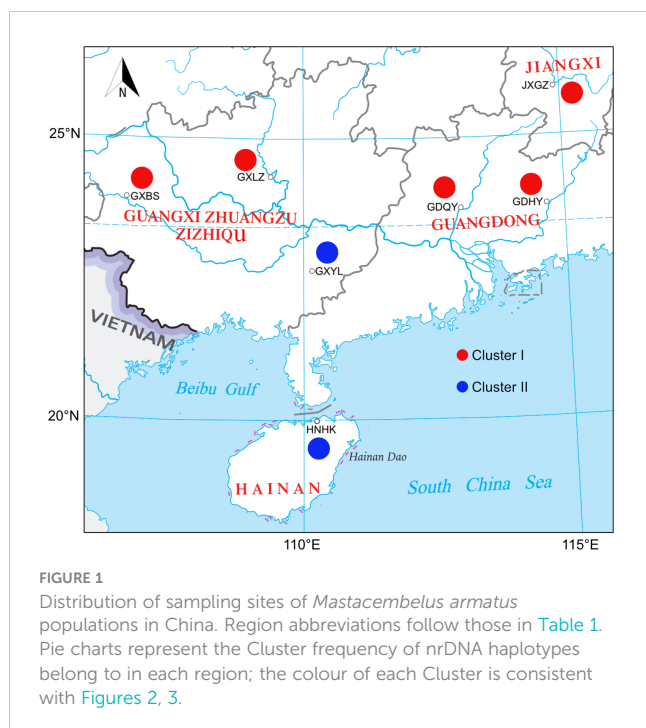 N
JIANGXI
JXGZ
25°N
GXLZ
GXBS
GDQY
GDHY
GUANGXI ZHUANGZU
ZIZHIQU
GUANGDONG
GXYL
VIETNAM
Cluster I
Beibu Gulf
Cluster II
20°N
HNHK
Hainan Dao
HAINAN
South China Sea
110°E
115°E
FIGURE 1
Distribution of sampling sites of Mastacembelus armatus
populations in China. Region abbreviations follow those in Table 1.
Pie charts represent the Cluster frequency of nrDNA haplotypes
belong to in each region; the colour of each Cluster is consistent
with Figures 2, 3.